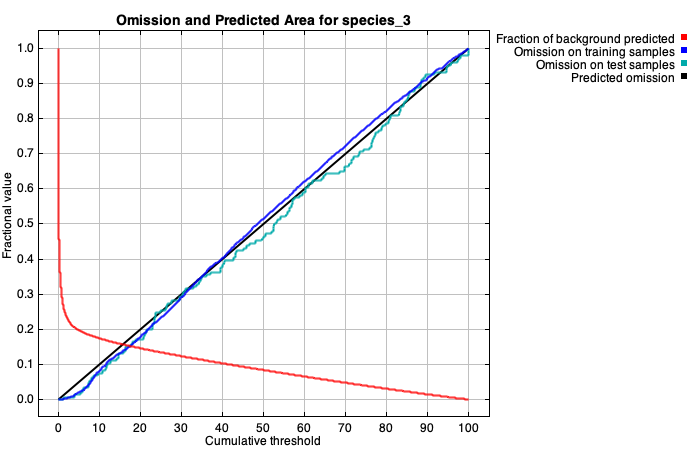 Omission and Predicted Area for species_3
Fraction of background predicted
Omission on training samples
Omission on test samples
Predicted omission
Fractional value
1.0
0.9
0.8
0.7
0.6
0.5
0.4
0.3
0.2
0.1
0.0
0 10 20 30 40 50 60 70 80 90 100
Cumulative threshold